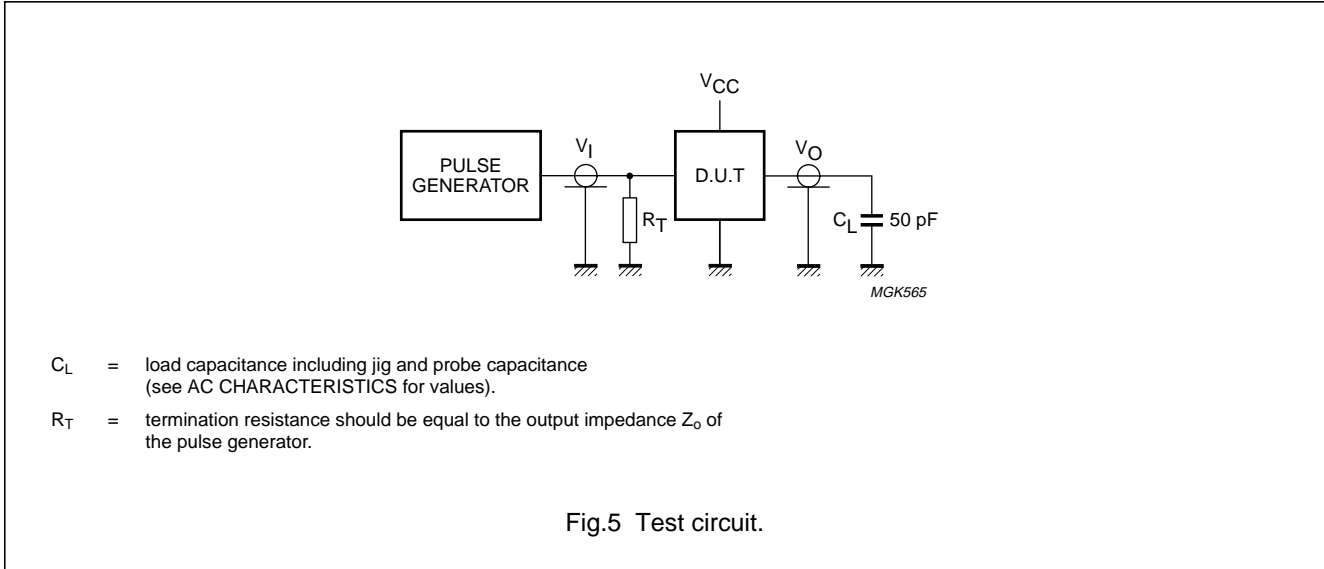 VCC
PULSE
GENERATOR
VI
RT
D.U.T
VO
CL 50 pF
MGK565
CL = load capacitance including jig and probe capacitance
(see AC CHARACTERISTICS for values).
RT = termination resistance should be equal to the output impedance Zo of
the pulse generator.
Fig.5 Test circuit.